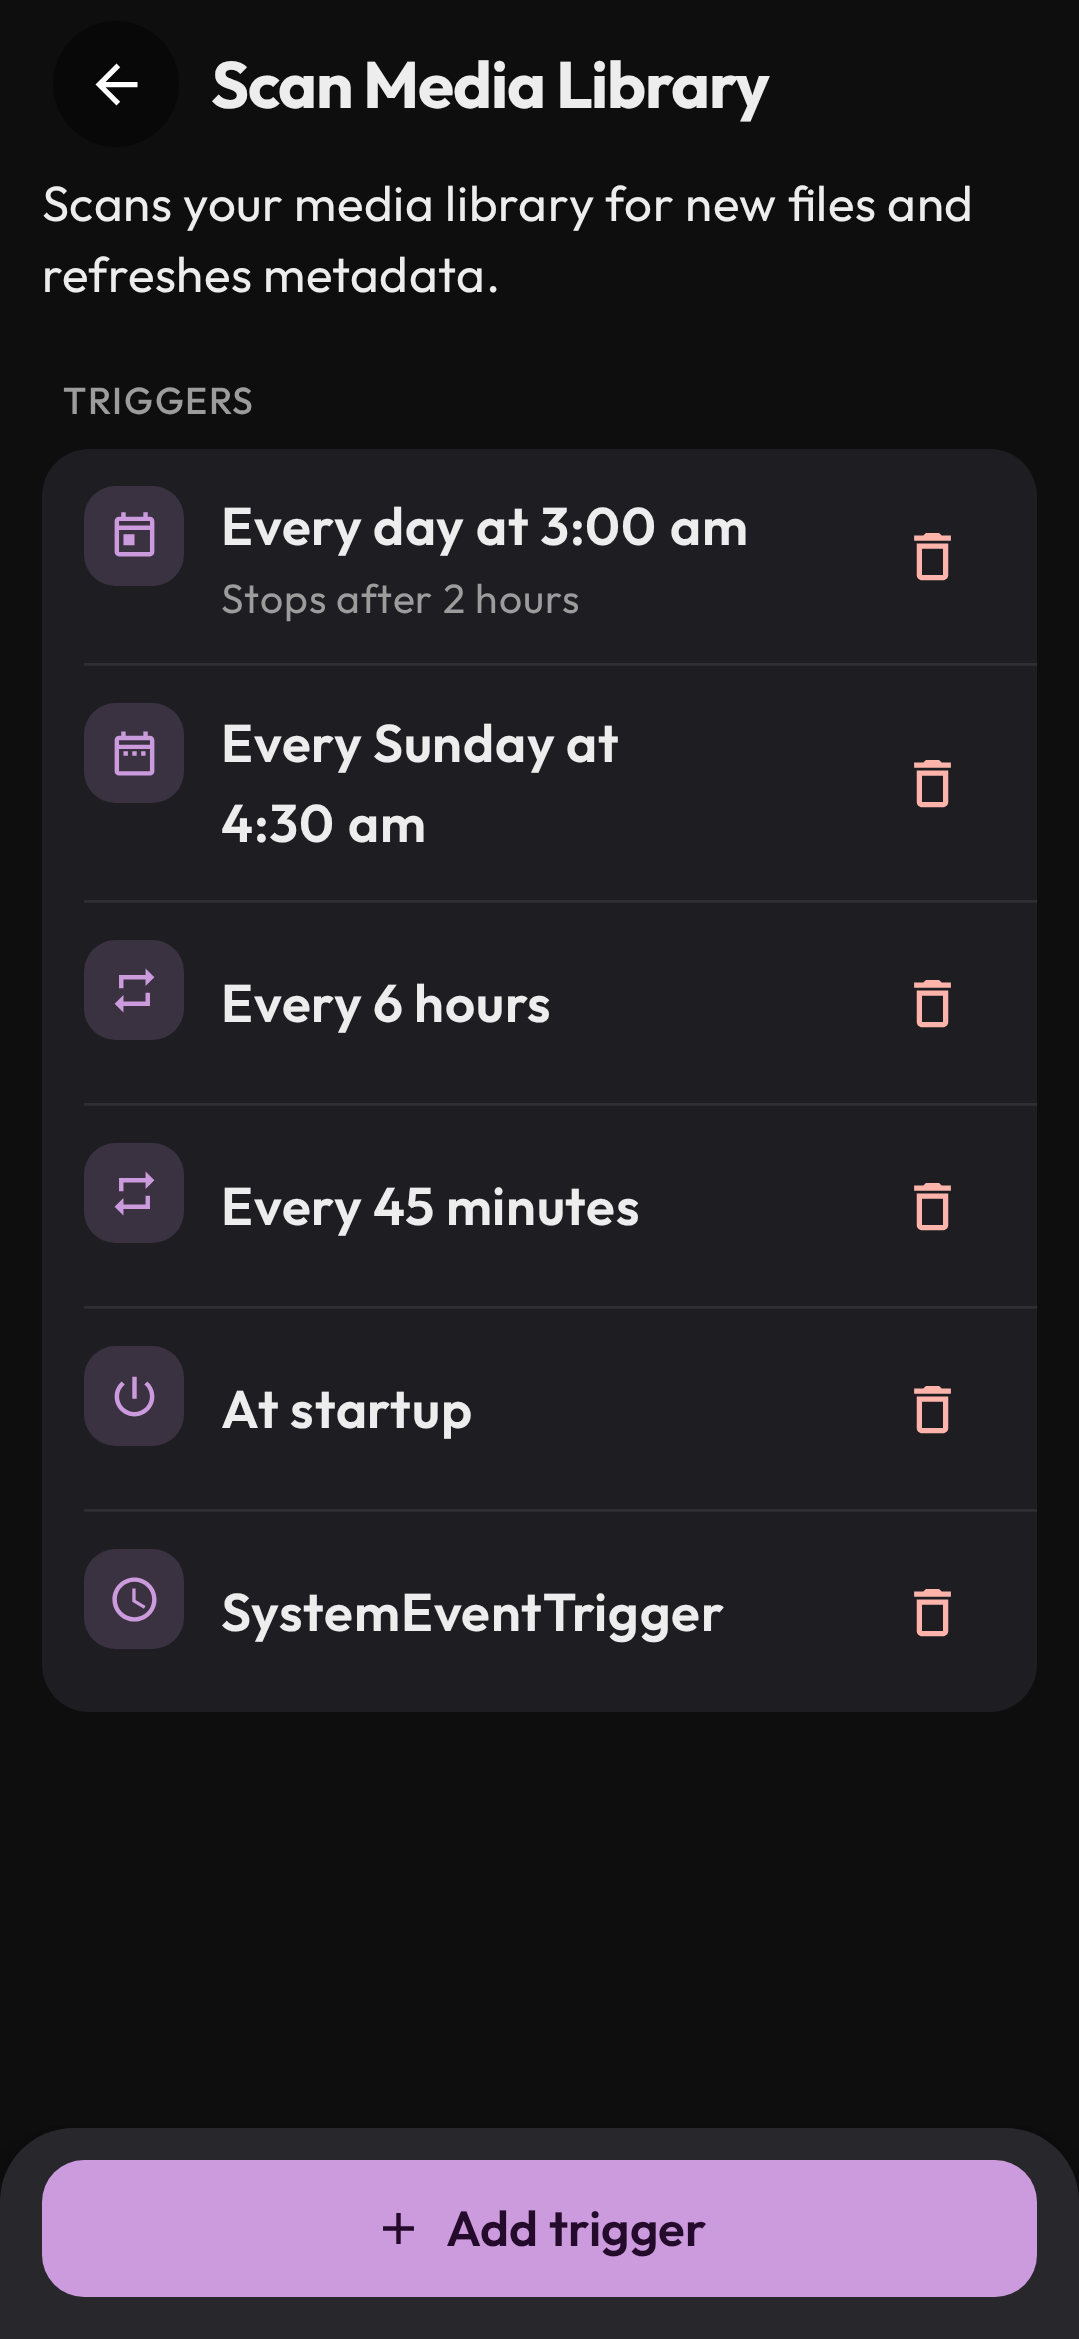 Scan Media Library
Scans your media library for new files and
refreshes metadata.
TRIGGERS
Every day at 3:00 am
Stops after 2 hours
Every Sunday at
4:30 am
Every 6 hours
Every 45 minutes
At startup
SystemEventTrigger
Add trigger